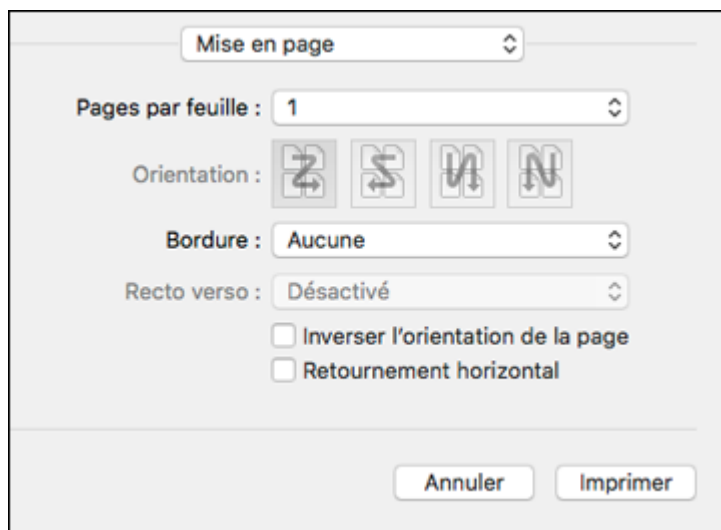 Mise en page
Pages par feuille : 1
Orientation :
Bordure : Aucune
Recto verso : Désactivé
Inverser l'orientation de la page
Retournement horizontal
Annuler Imprimer